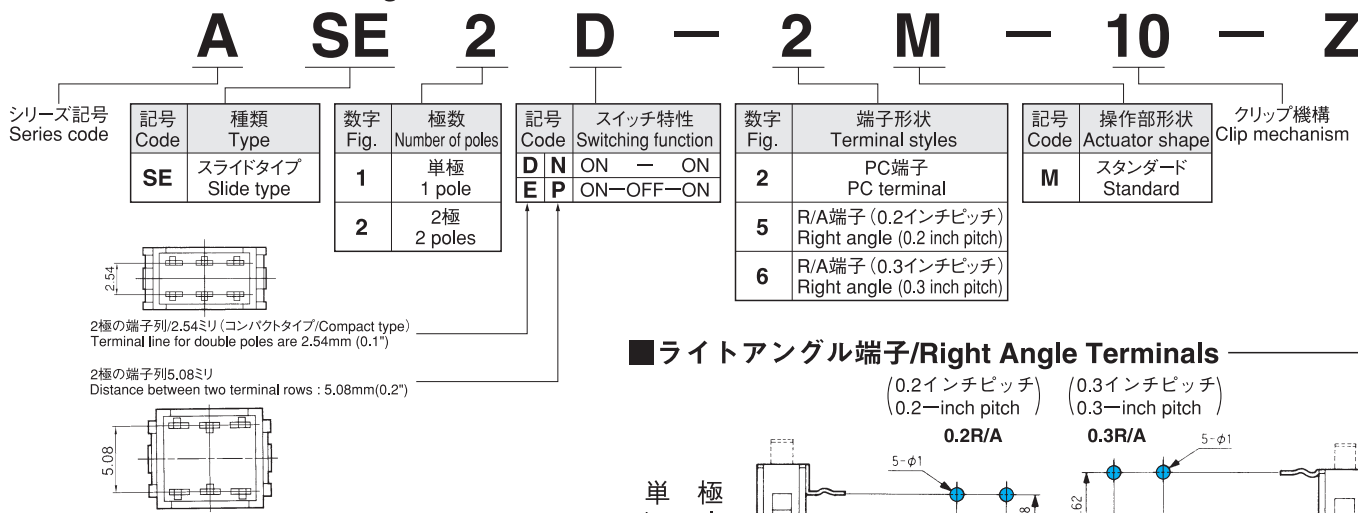 A SE 2 D － 2 M － 10 － Z
シリーズ記号
Series code
記号 種類
Code Type
SE スライドタイプ
Slide type
数字 極数
Fig. Number of poles
1 単極
1 pole
2 2極
2 poles
記号 スイッチ特性
Code Switching function
D N ON － ON
E P ON－OFF－ON
数字 端子形状
Fig. Terminal styles
2 PC端子
PC terminal
5 R/A端子（0.2インチピッチ）
Right angle (0.2 inch pitch)
6 R/A端子（0.3インチピッチ）
Right angle (0.3 inch pitch)
記号 操作部形状
Code Actuator shape
M スタンダード
Standard
クリップ機構
Clip mechanism
2.54
2極の端子列/2.54ミリ（コンパクトタイプ/Compact type）
Terminal line for double poles are 2.54mm (0.1")
2極の端子列5.08ミリ
Distance between two terminal rows : 5.08mm(0.2")
5.08
■ライトアングル端子/Right Angle Terminals
(0.2インチピッチ
0.2－inch pitch)
0.2R/A
(0.3インチピッチ
0.3－inch pitch)
0.3R/A
5-φ1
5-φ1
単 極